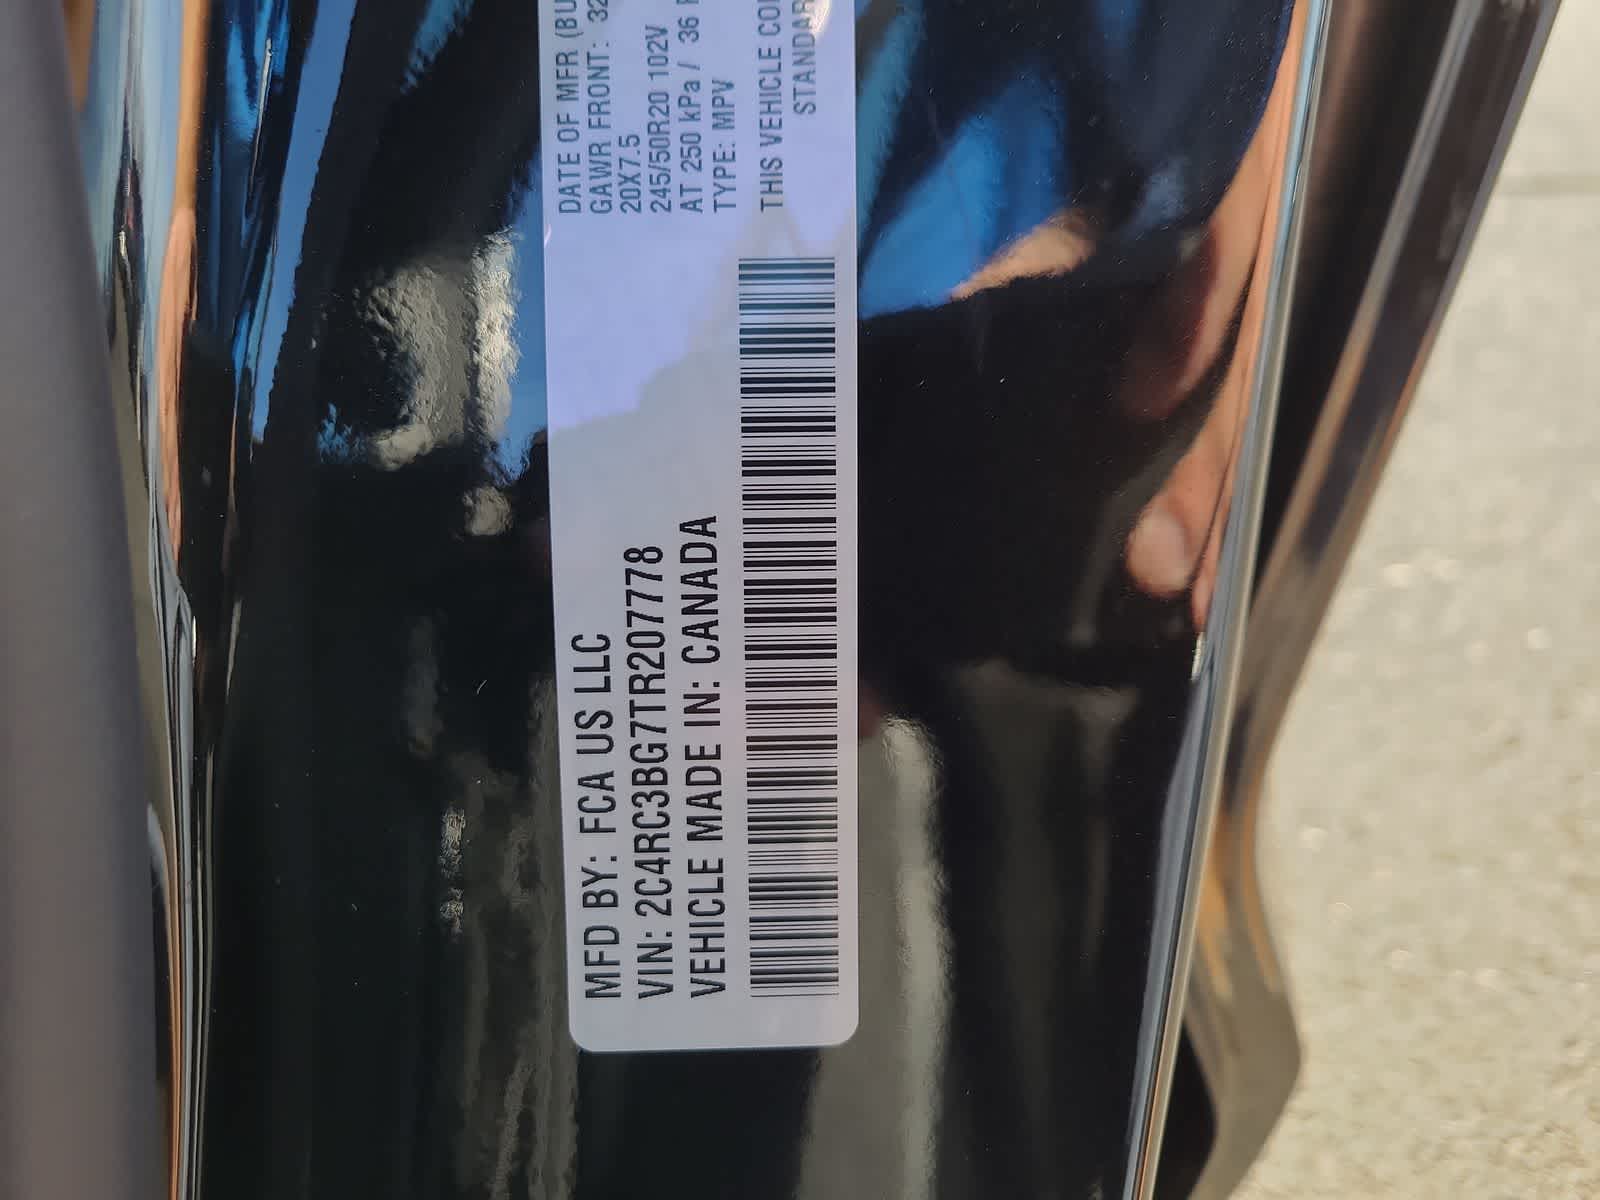 MFD BY: FCA US LLC
VIN: 2C4RC3BG7TR207778
VEHICLE MADE IN: CANADA
DATE OF MFR (BU
GAWR FRONT: 32
20X7.5
245/50R20 102V
AT 250 kPa / 36
TYPE: MPV
THIS VEHICLE
STANDAR